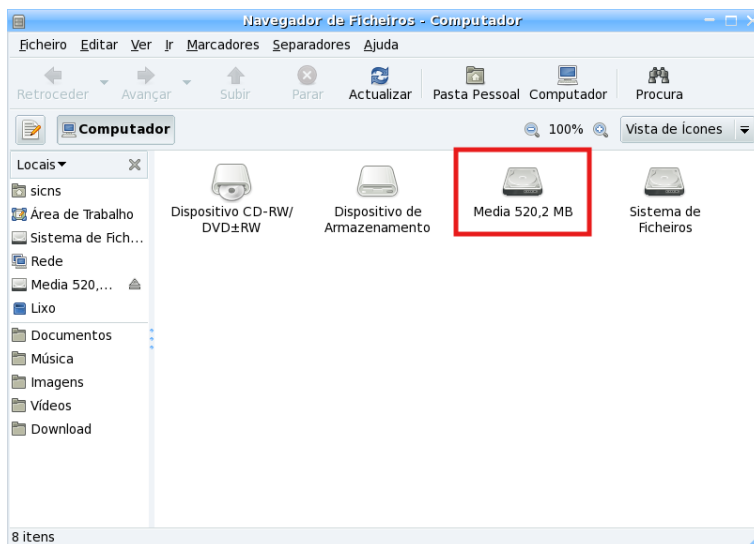 Navegador de Ficheiros - Computador
Ficheiro Editar Ver Ir Marcadores Separadores Ajuda
Retroceder Avançar Subir Parar Actualizar Pasta Pessoal Computador Procura
Computador 100% Vista de Ícones
Locais
sicns
Área de Trabalho
Sistema de Fich...
Rede
Media 520,...
Lixo
Documentos
Música
Imagens
Vídeos
Download
Dispositivo CD-RW/
DVD±RW
Dispositivo de
Armazenamento
Media 520,2 MB
Sistema de
Ficheiros
8 itens